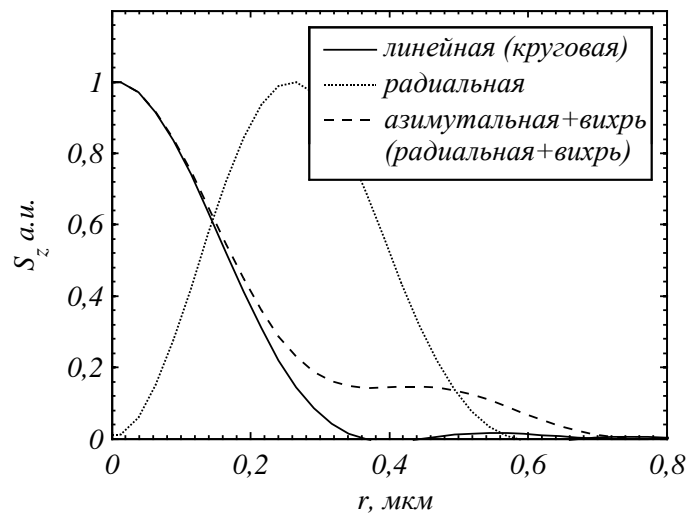 линейная (круговая)
радиальная
азимутальная+вихрь
(радиальная+вихрь)
1
0,8
0,6
0,4
0,2
0
S_z а.и.
0 0,2 0,4 0,6 0,8
r, мкм